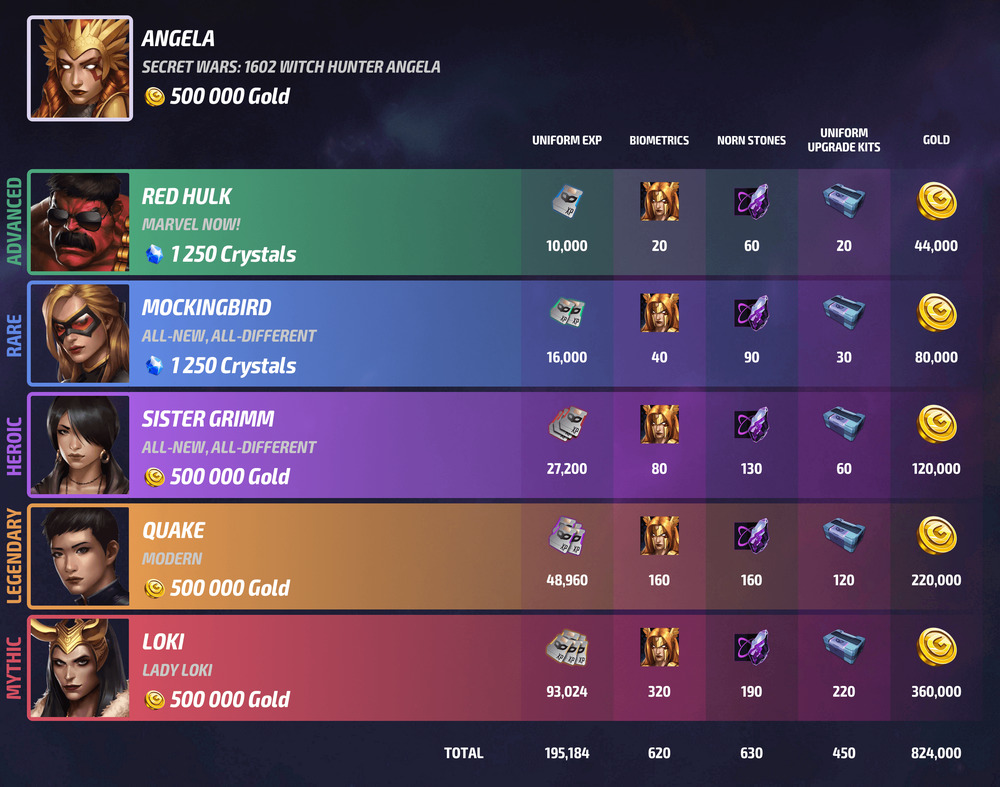 ANGELA
SECRET WARS: 1602 WITCH HUNTER ANGELA
500 000 Gold
UNIFORM EXP BIOMETRICS NORN STONES UNIFORM UPGRADE KITS GOLD
ADVANCED
RED HULK
MARVEL NOW!
1 250 Crystals
10,000 20 60 20 44,000
RARE
MOCKINGBIRD
ALL-NEW, ALL-DIFFERENT
1 250 Crystals
16,000 40 90 30 80,000
HEROIC
SISTER GRIMM
ALL-NEW, ALL-DIFFERENT
500 000 Gold
27,200 80 130 60 120,000
LEGENDARY
QUAKE
MODERN
500 000 Gold
48,960 160 160 120 220,000
MYTHIC
LOKI
LADY LOKI
500 000 Gold
93,024 320 190 220 360,000
TOTAL 195,184 620 630 450 824,000